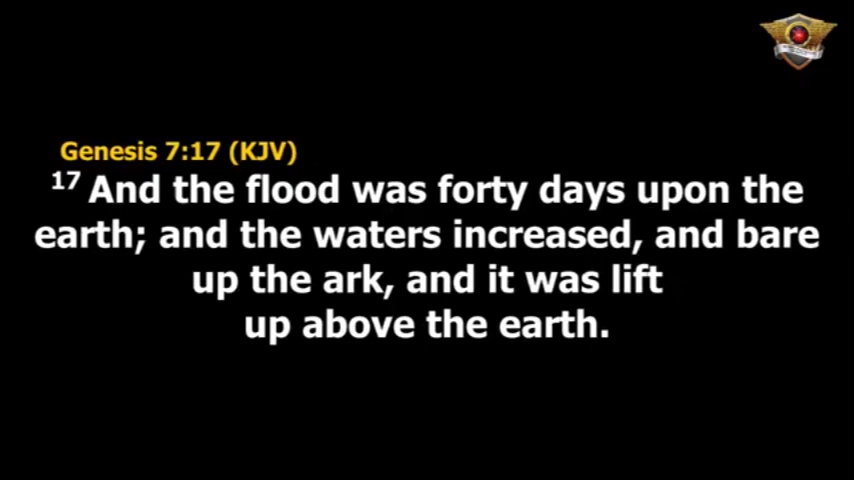 Genesis 7:17 (KJV)
17 And the flood was forty days upon the
earth; and the waters increased, and bare
up the ark, and it was lift
up above the earth.